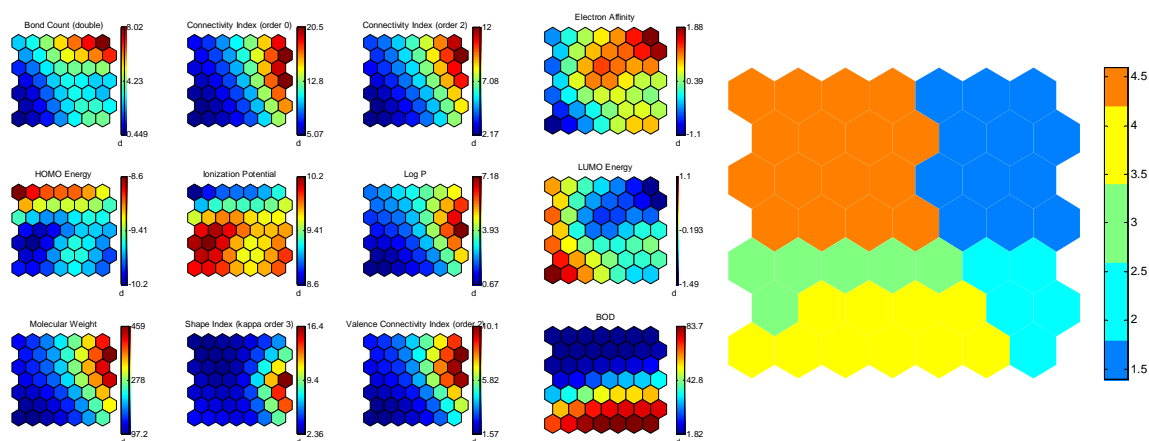 Bond Count (double)
8.02
4.23
0.449
d
Connectivity Index (order 0)
20.5
12.8
5.07
d
Connectivity Index (order 2)
12
7.08
2.17
d
Electron Affinity
1.88
0.39
-1.1
d
HOMO Energy
-8.6
-9.41
-10.2
d
Ionization Potential
10.2
9.41
8.6
d
Log P
7.18
3.93
0.67
d
LUMO Energy
1.1
-0.193
-1.49
d
Molecular Weight
459
278
97.2
d
Shape Index (kappa order 3)
16.4
9.4
2.36
d
Valence Connectivity Index (order 2)
10.1
5.82
1.57
d
BOD
83.7
42.8
1.82
d
4.5
4
3.5
3
2.5
2
1.5